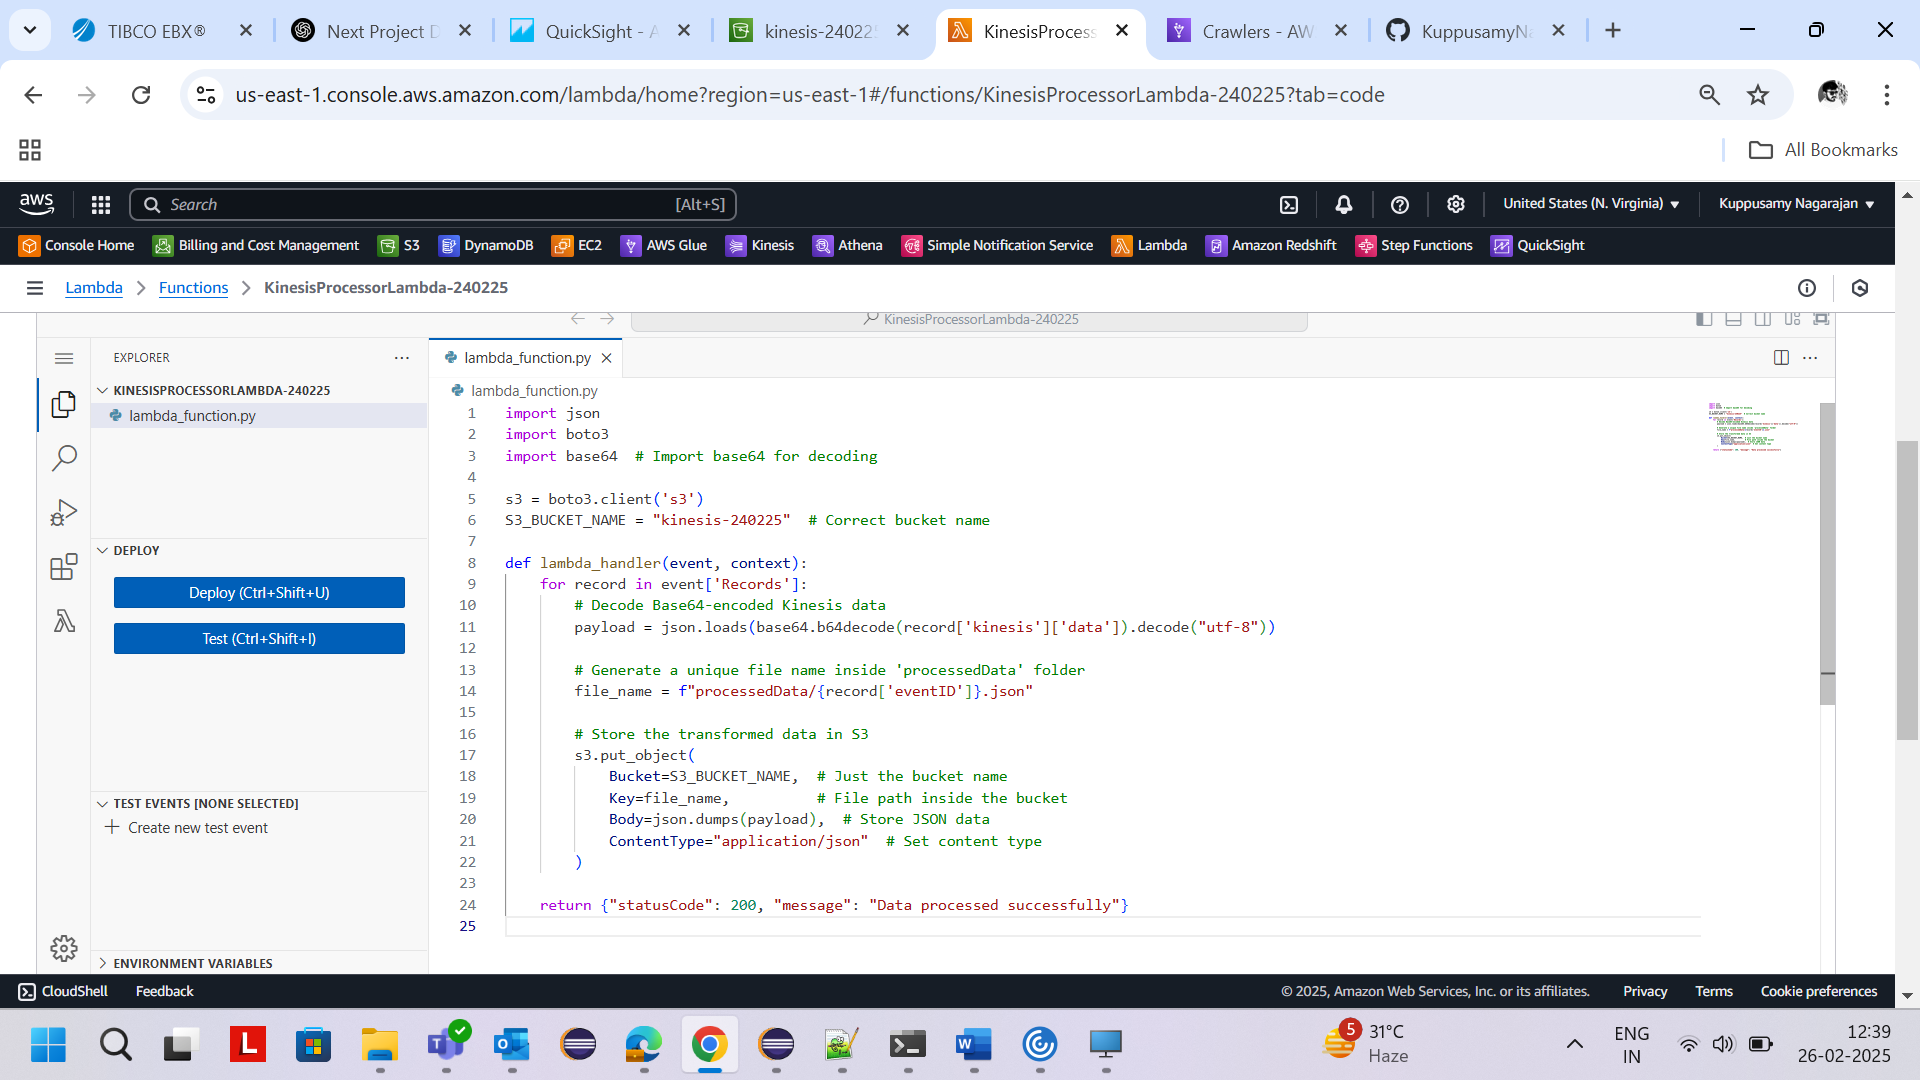 TIBCO EBX®
Next Project D
QuickSight - A
kinesis-240225
KinesisProcess
Crawlers - AW
KuppusamyNa
us-east-1.console.aws.amazon.com/lambda/home?region=us-east-1#/functions/KinesisProcessorLambda-240225?tab=code
All Bookmarks
aws
Search
[Alt+S]
United States (N. Virginia)
Kuppusamy Nagarajan
Console Home
Billing and Cost Management
S3
DynamoDB
EC2
AWS Glue
Kinesis
Athena
Simple Notification Service
Lambda
Amazon Redshift
Step Functions
QuickSight
Lambda
Functions
KinesisProcessorLambda-240225
KinesisProcessorLambda-240225
EXPLORER
KINESISPROCESSORLAMBDA-240225
lambda_function.py
DEPLOY
Deploy (Ctrl+Shift+U)
Test (Ctrl+Shift+I)
TEST EVENTS [NONE SELECTED]
Create new test event
ENVIRONMENT VARIABLES
lambda_function.py
lambda_function.py
1 import json
2 import boto3
3 import base64  # Import base64 for decoding
4
5 s3 = boto3.client('s3')
6 S3_BUCKET_NAME = "kinesis-240225"  # Correct bucket name
7
8 def lambda_handler(event, context):
9     for record in event['Records']:
10         # Decode Base64-encoded Kinesis data
11         payload = json.loads(base64.b64decode(record['kinesis']['data']).decode("utf-8"))
12
13         # Generate a unique file name inside 'processedData' folder
14         file_name = f"processedData/{record['eventID']}.json"
15
16         # Store the transformed data in S3
17         s3.put_object(
18             Bucket=S3_BUCKET_NAME,  # Just the bucket name
19             Key=file_name,          # File path inside the bucket
20             Body=json.dumps(payload),  # Store JSON data
21             ContentType="application/json"  # Set content type
22         )
23
24     return {"statusCode": 200, "message": "Data processed successfully"}
25
CloudShell
Feedback
© 2025, Amazon Web Services, Inc. or its affiliates.
Privacy
Terms
Cookie preferences
5
31°C
Haze
ENG
IN
12:39
26-02-2025